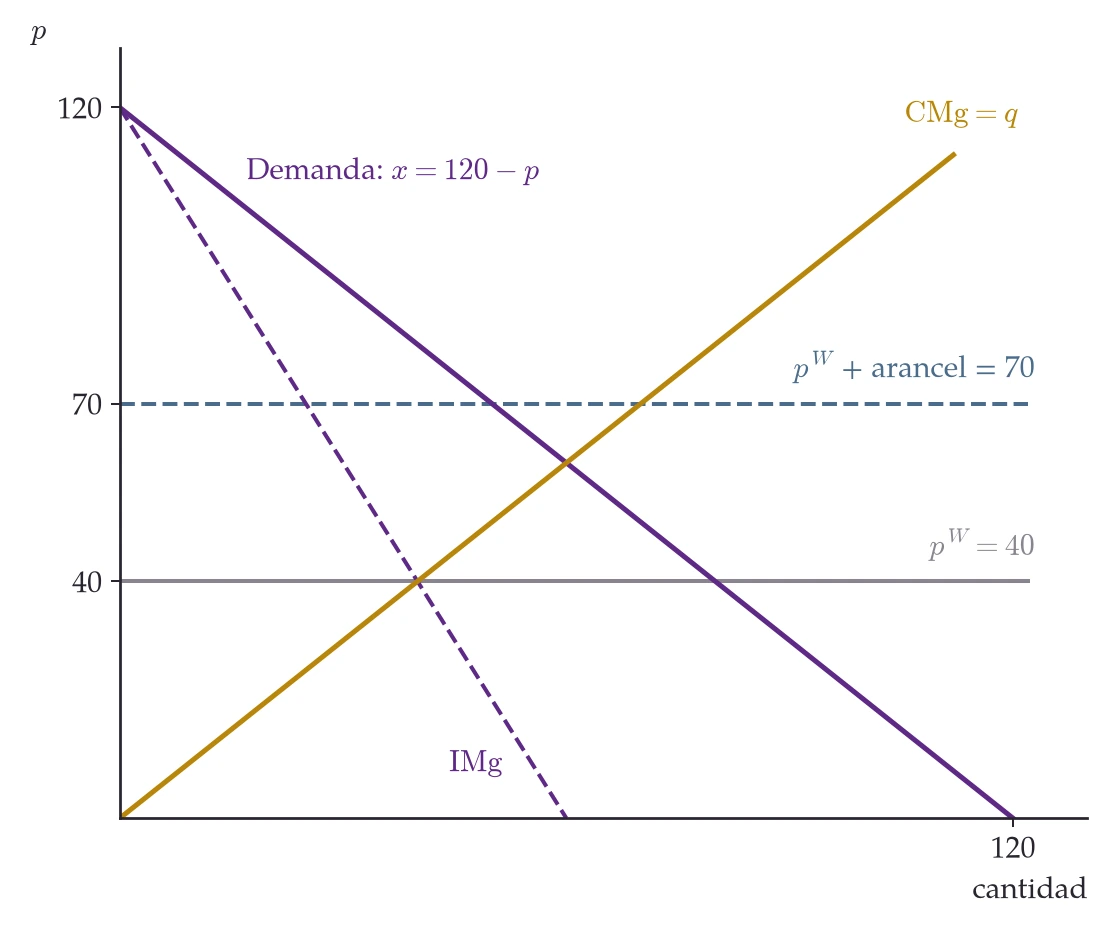 p
120
CMg = q
Demanda: x = 120 − p
p^W + arancel = 70
70
p^W = 40
40
IMg
120
cantidad